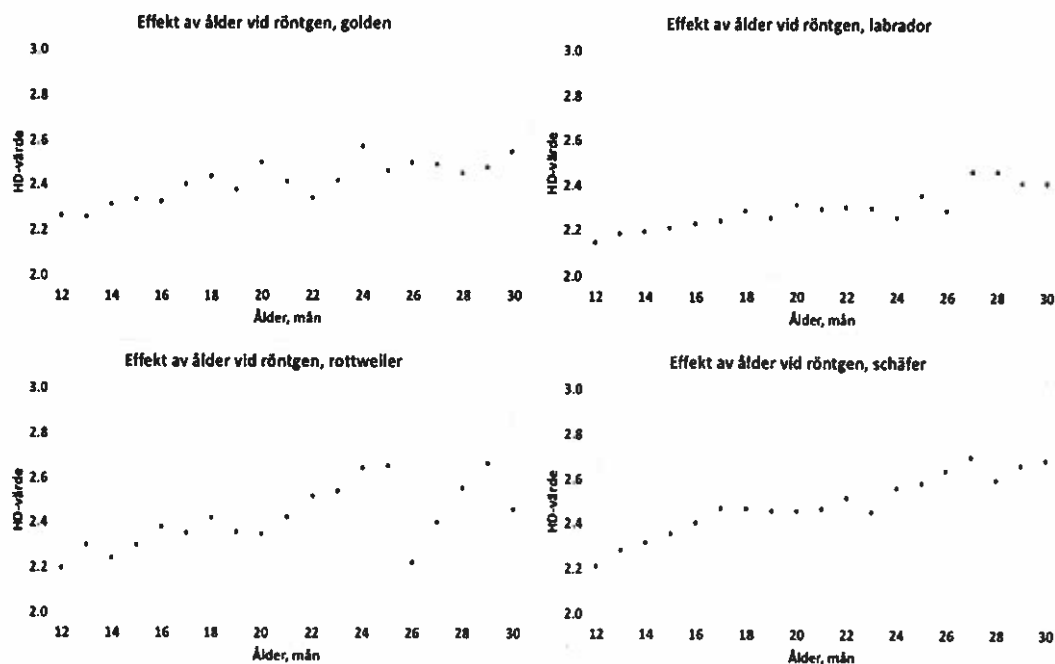 Effekt av ålder vid röntgen, golden
HD-värde
3.0
2.8
2.6
2.4
2.2
2.0
12 14 16 18 20 22 24 26 28 30
Ålder, mån
Effekt av ålder vid röntgen, labrador
HD-värde
3.0
2.8
2.6
2.4
2.2
2.0
12 14 16 18 20 22 24 26 28 30
Ålder, mån
Effekt av ålder vid röntgen, rottweiler
HD-värde
3.0
2.8
2.6
2.4
2.2
2.0
12 14 16 18 20 22 24 26 28 30
Ålder, mån
Effekt av ålder vid röntgen, schäfer
HD-värde
3.0
2.8
2.6
2.4
2.2
2.0
12 14 16 18 20 22 24 26 28 30
Ålder, mån